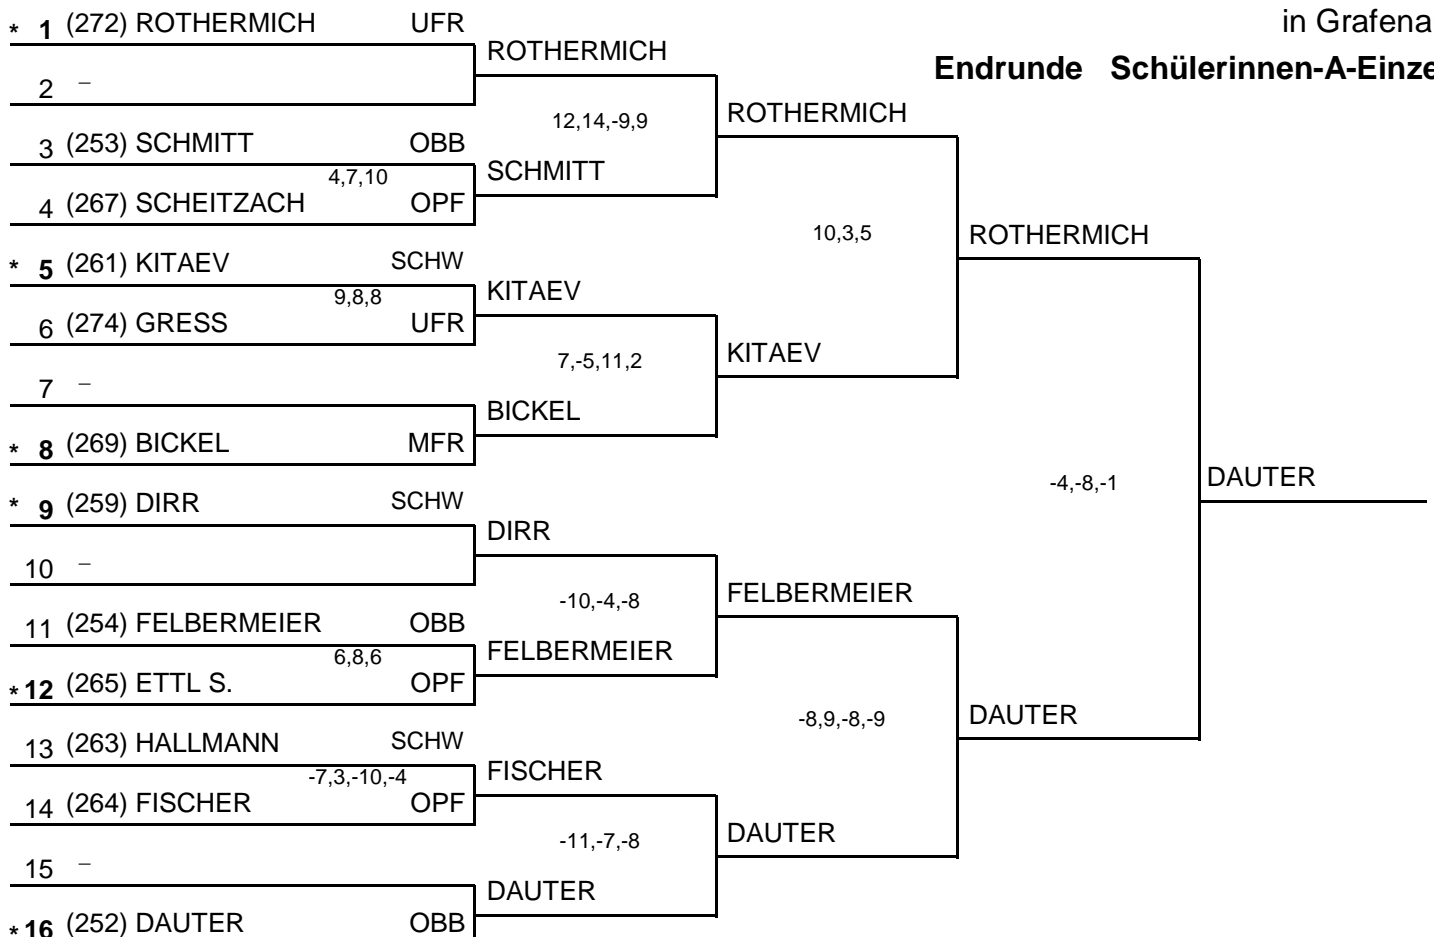 in Grafena
Endrunde Schülerinnen-A-Einze
* 1 (272) ROTHERMICH UFR
ROTHERMICH
2 –
12,14,-9,9
ROTHERMICH
3 (253) SCHMITT OBB
4,7,10
SCHMITT
4 (267) SCHEITZACH OPF
10,3,5
ROTHERMICH
* 5 (261) KITAEV SCHW
9,8,8
KITAEV
6 (274) GRESS UFR
7,-5,11,2
KITAEV
7 –
BICKEL
* 8 (269) BICKEL MFR
-4,-8,-1
DAUTER
* 9 (259) DIRR SCHW
DIRR
10 –
-10,-4,-8
FELBERMEIER
11 (254) FELBERMEIER OBB
6,8,6
FELBERMEIER
* 12 (265) ETTL S. OPF
-8,9,-8,-9
DAUTER
13 (263) HALLMANN SCHW
-7,3,-10,-4
FISCHER
14 (264) FISCHER OPF
-11,-7,-8
DAUTER
15 –
DAUTER
* 16 (252) DAUTER OBB